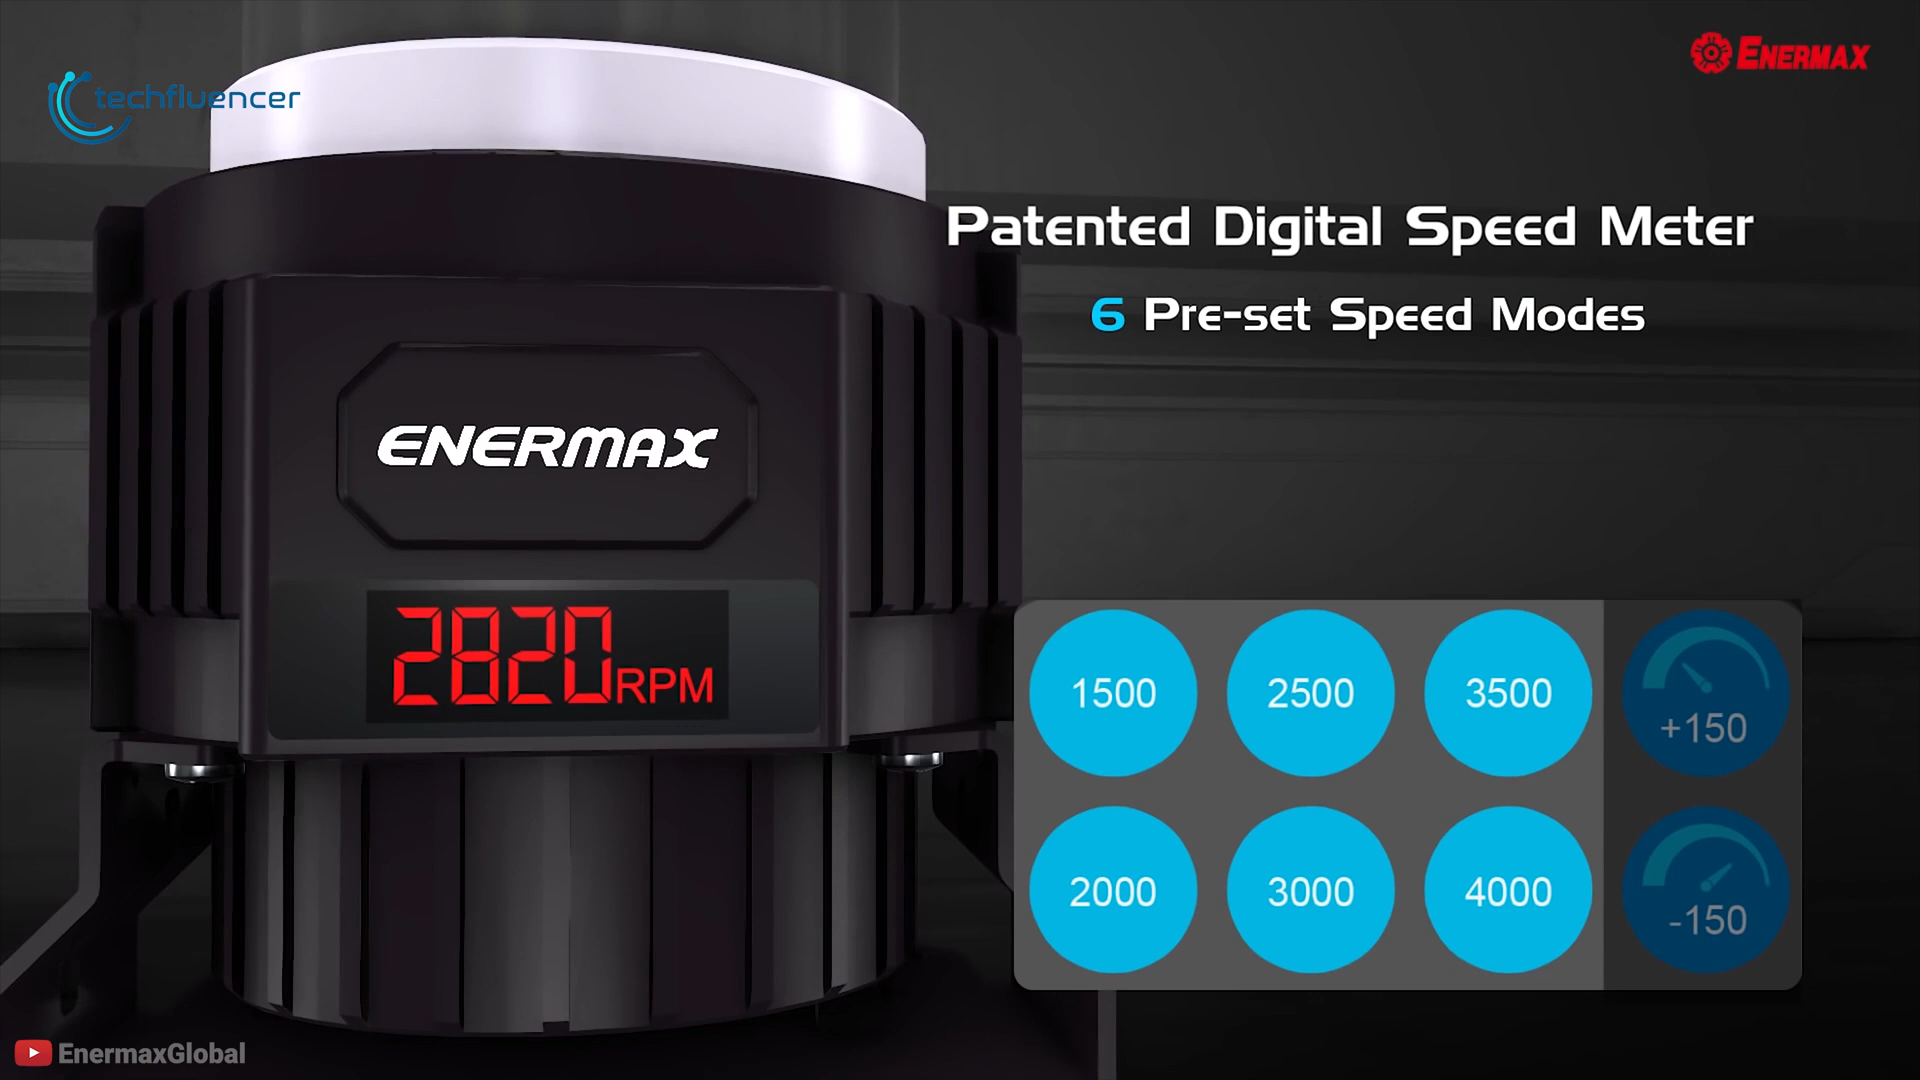 techfluencer
ENERMAX
Patented Digital Speed Meter
6 Pre-set Speed Modes
ENERMAX
2820RPM
1500 2500 3500 +150
2000 3000 4000 -150
EnermaxGlobal